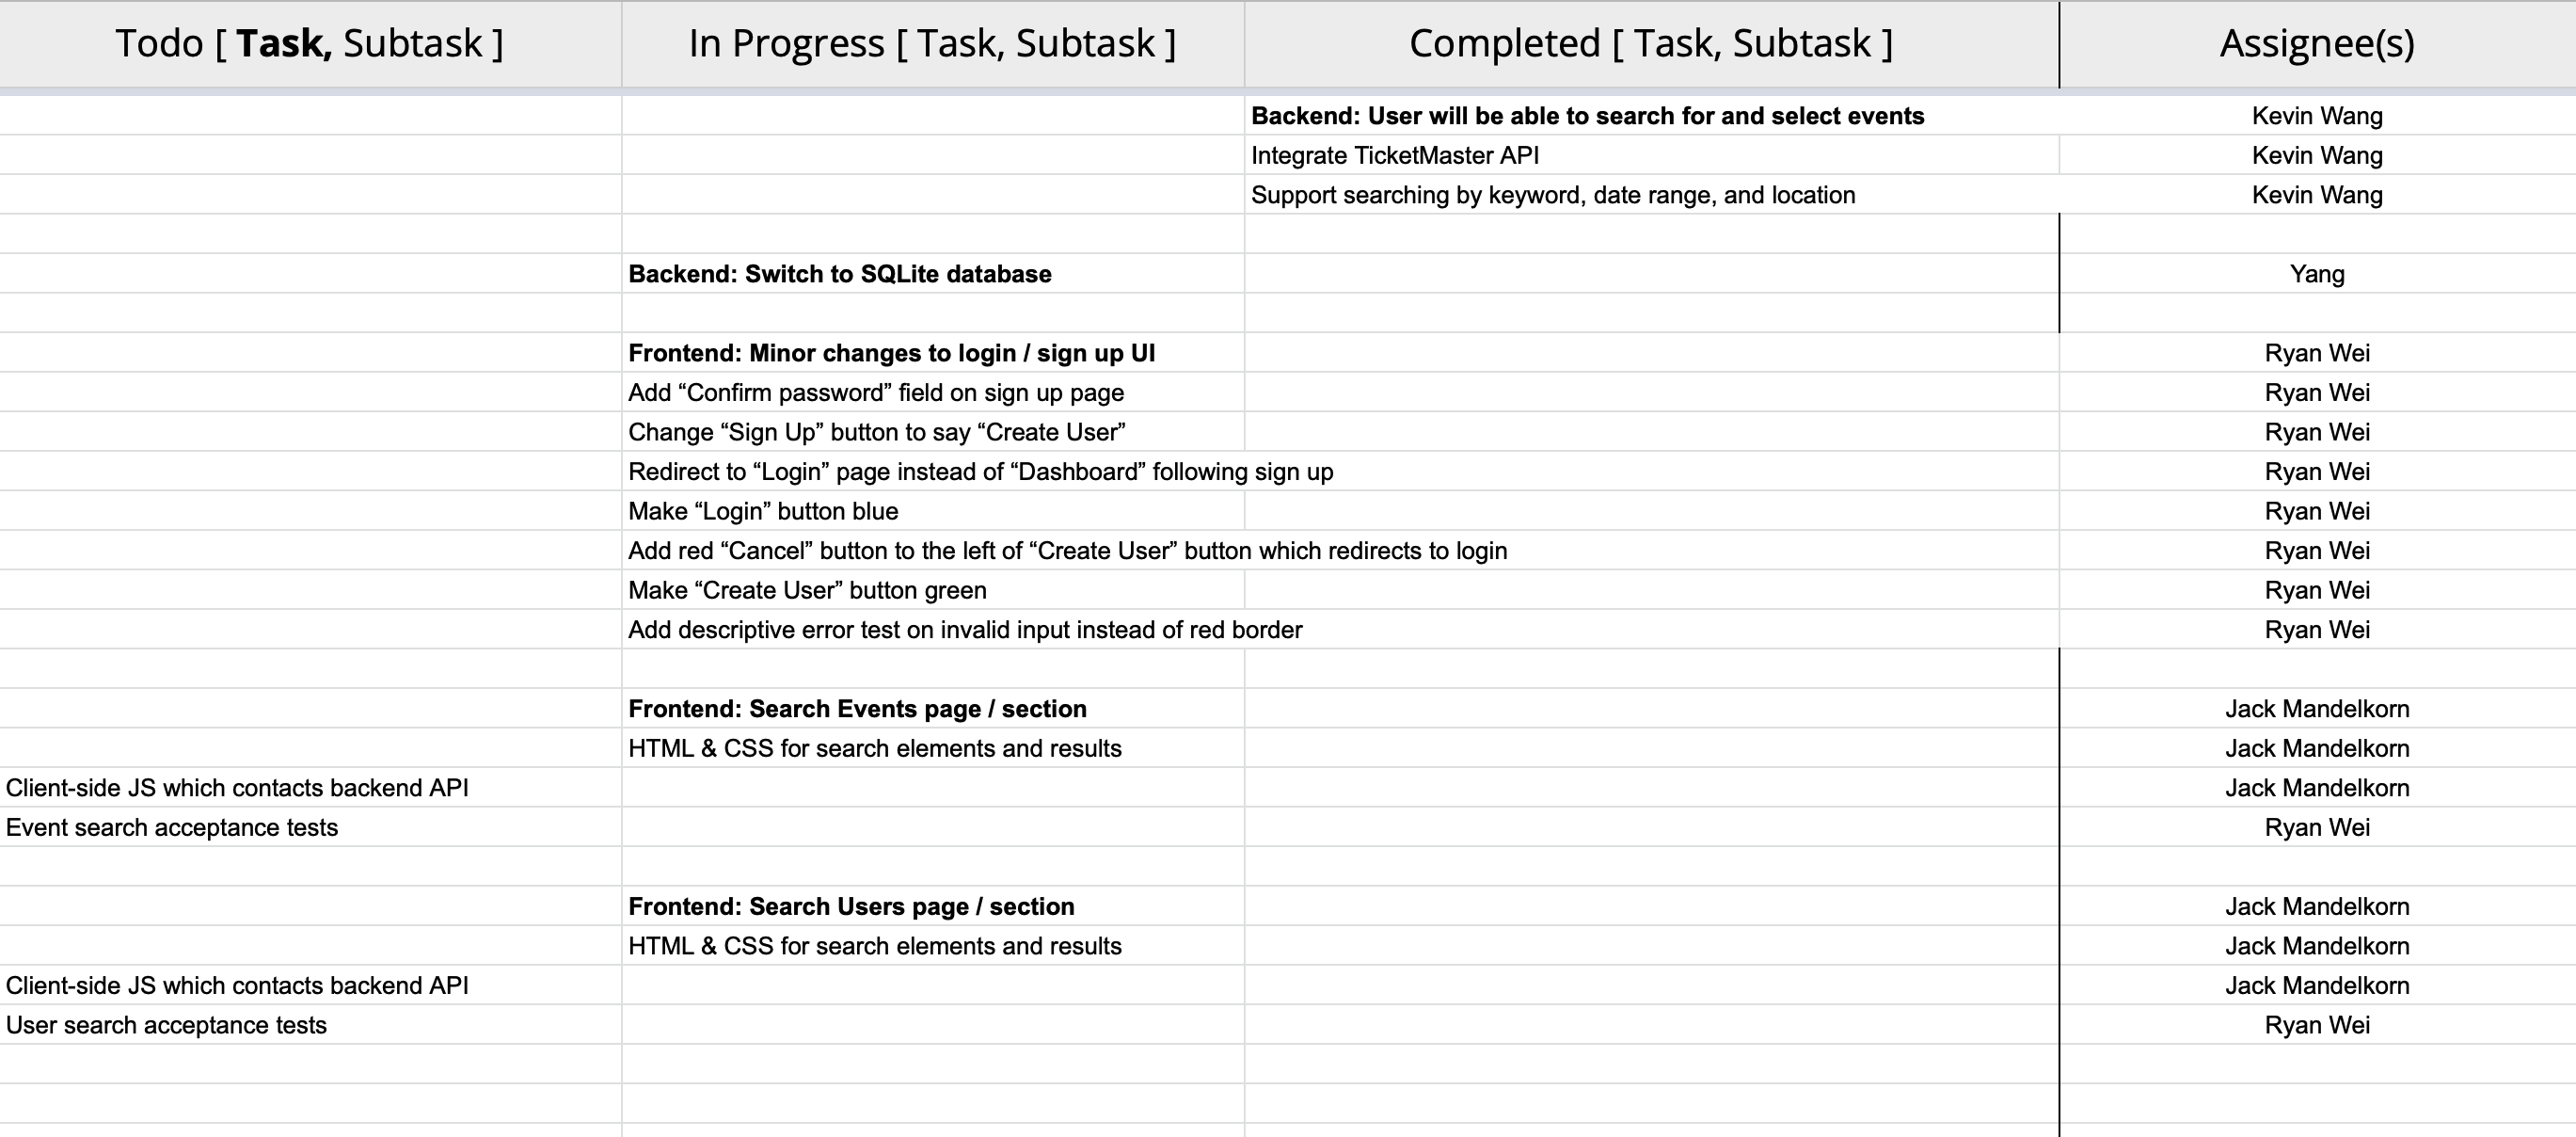 Todo [ Task, Subtask ] In Progress [ Task, Subtask ] Completed [ Task, Subtask ] Assignee(s)
Backend: User will be able to search for and select events Kevin Wang
Integrate TicketMaster API Kevin Wang
Support searching by keyword, date range, and location Kevin Wang
Backend: Switch to SQLite database Yang
Frontend: Minor changes to login / sign up UI Ryan Wei
Add “Confirm password” field on sign up page Ryan Wei
Change “Sign Up” button to say “Create User” Ryan Wei
Redirect to “Login” page instead of “Dashboard” following sign up Ryan Wei
Make “Login” button blue Ryan Wei
Add red “Cancel” button to the left of “Create User” button which redirects to login Ryan Wei
Make “Create User” button green Ryan Wei
Add descriptive error test on invalid input instead of red border Ryan Wei
Frontend: Search Events page / section Jack Mandelkorn
HTML & CSS for search elements and results Jack Mandelkorn
Client-side JS which contacts backend API Jack Mandelkorn
Event search acceptance tests Ryan Wei
Frontend: Search Users page / section Jack Mandelkorn
HTML & CSS for search elements and results Jack Mandelkorn
Client-side JS which contacts backend API Jack Mandelkorn
User search acceptance tests Ryan Wei